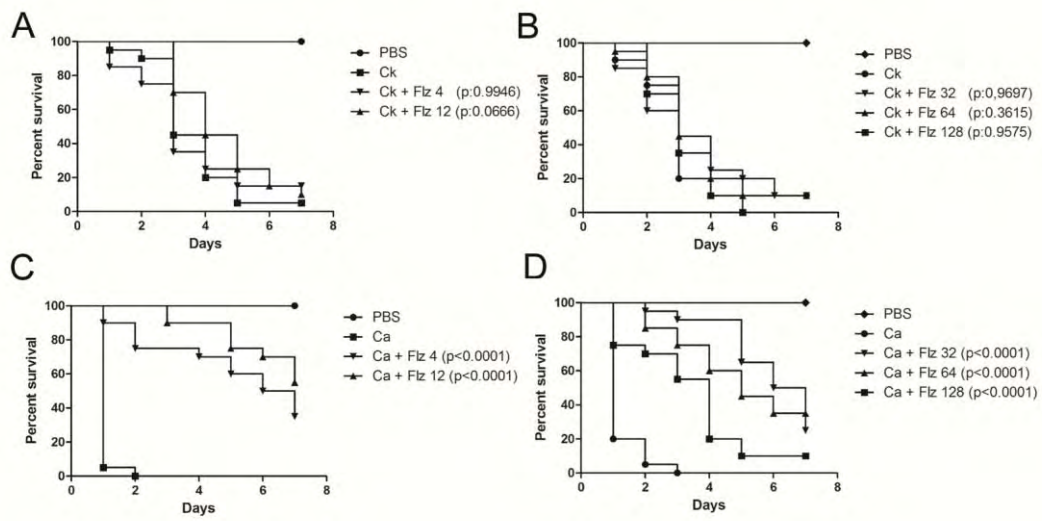 A
100
80
60
40
20
0
Percent survival
0 2 4 6 8
Days
PBS
Ck
Ck + Flz 4 (p:0.9946)
Ck + Flz 12 (p:0.0666)
B
100
80
60
40
20
0
Percent survival
0 2 4 6 8
Days
PBS
Ck
Ck + Flz 32 (p:0,9697)
Ck + Flz 64 (p:0.3615)
Ck + Flz 128 (p:0.9575)
C
100
80
60
40
20
0
Percent survival
0 2 4 6 8
Days
PBS
Ca
Ca + Flz 4 (p<0.0001)
Ca + Flz 12 (p<0.0001)
D
100
80
60
40
20
0
Percent survival
0 2 4 6 8
Days
PBS
Ca
Ca + Flz 32 (p<0.0001)
Ca + Flz 64 (p<0.0001)
Ca + Flz 128 (p<0.0001)